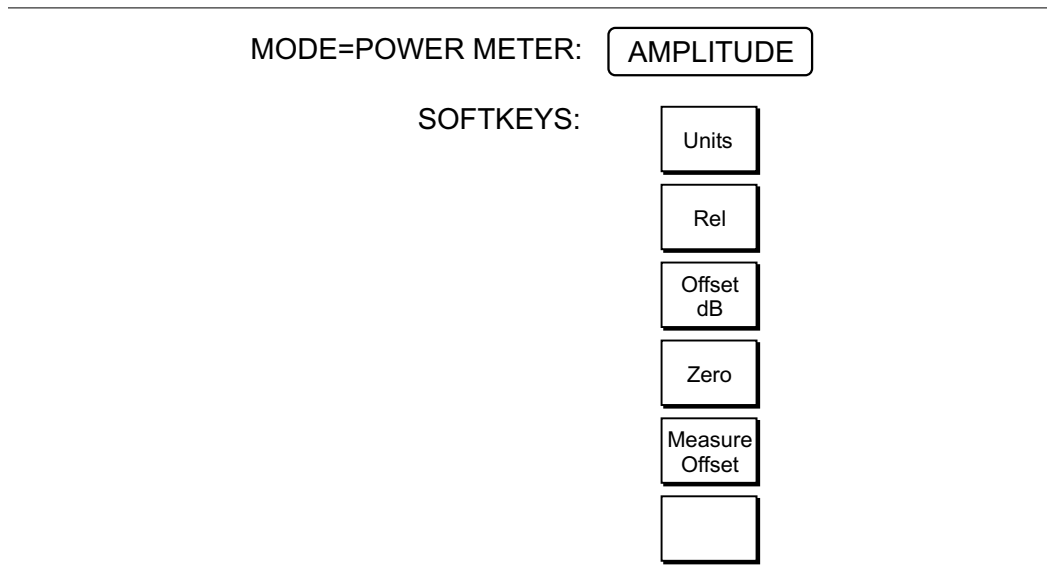 MODE=POWER METER: AMPLITUDE
SOFTKEYS:
Units
Rel
Offset
dB
Zero
Measure
Offset